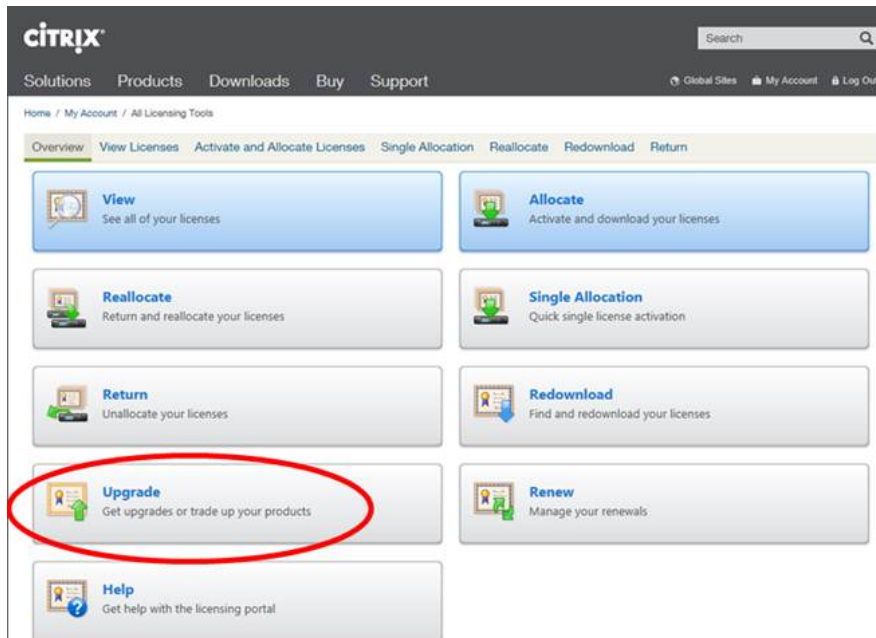 CİTRIX®
Search
Solutions Products Downloads Buy Support
Global Sites My Account Log Out
Home / My Account / All Licensing Tools
Overview View Licenses Activate and Allocate Licenses Single Allocation Reallocate Redownload Return
View
See all of your licenses
Allocate
Activate and download your licenses
Reallocate
Return and reallocate your licenses
Single Allocation
Quick single license activation
Return
Unallocate your licenses
Redownload
Find and redownload your licenses
Upgrade
Get upgrades or trade up your products
Renew
Manage your renewals
Help
Get help with the licensing portal